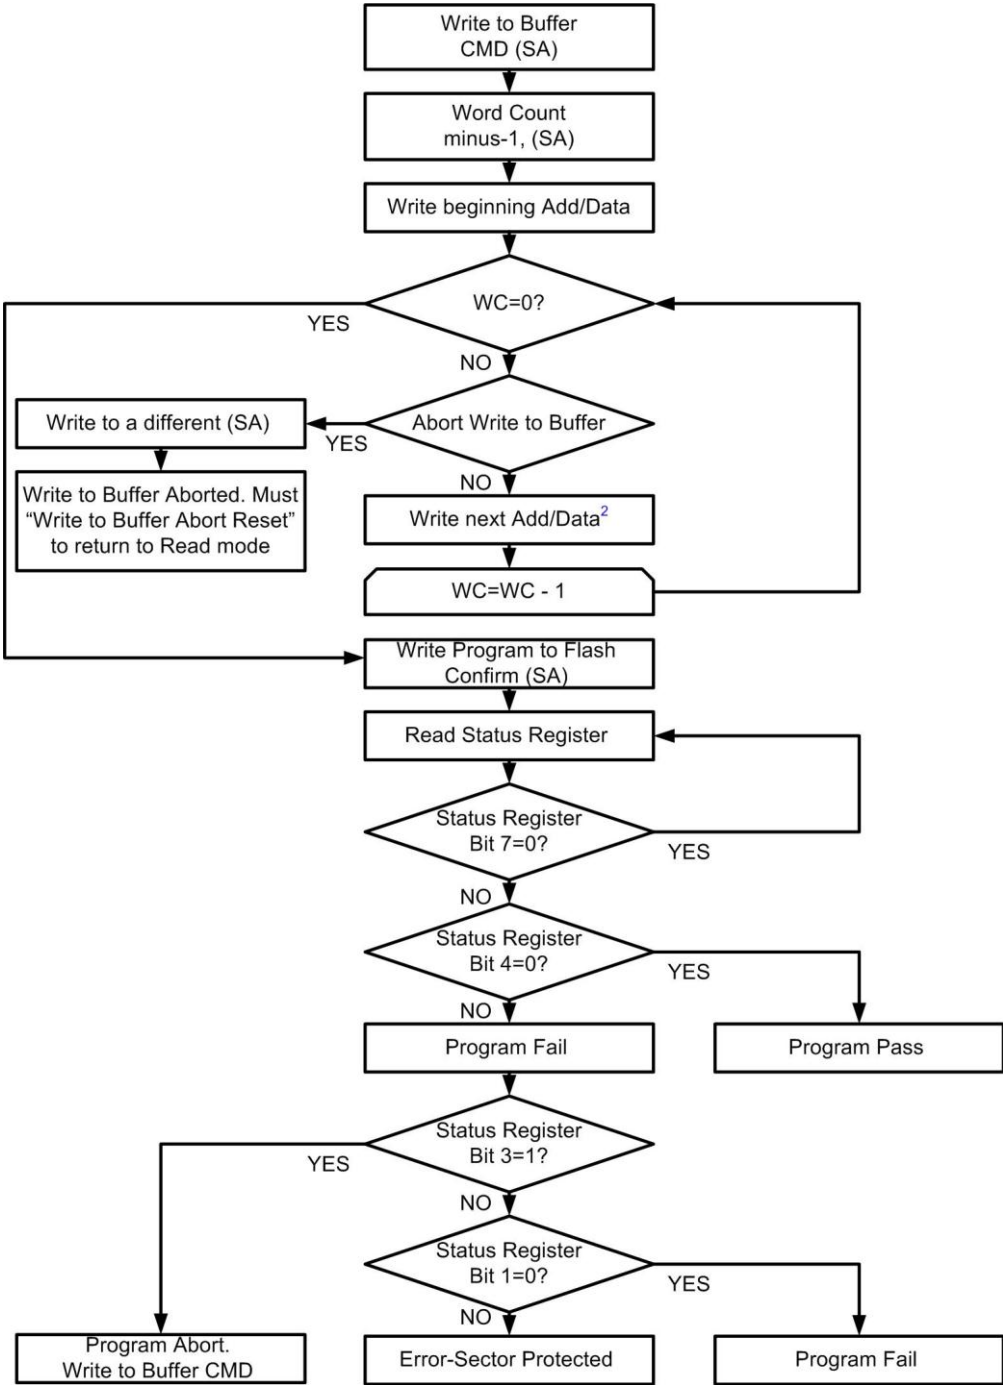 Write to Buffer
CMD (SA)
Word Count
minus-1, (SA)
Write beginning Add/Data
WC=0?
YES
NO
Abort Write to Buffer
YES
Write to a different (SA)
Write to Buffer Aborted. Must
“Write to Buffer Abort Reset”
to return to Read mode
NO
Write next Add/Data2
WC=WC - 1
Write Program to Flash
Confirm (SA)
Read Status Register
Status Register
Bit 7=0?
YES
NO
Status Register
Bit 4=0?
YES
NO
Program Fail
Program Pass
Status Register
Bit 3=1?
YES
NO
Status Register
Bit 1=0?
YES
NO
Program Abort.
Write to Buffer CMD
Error-Sector Protected
Program Fail